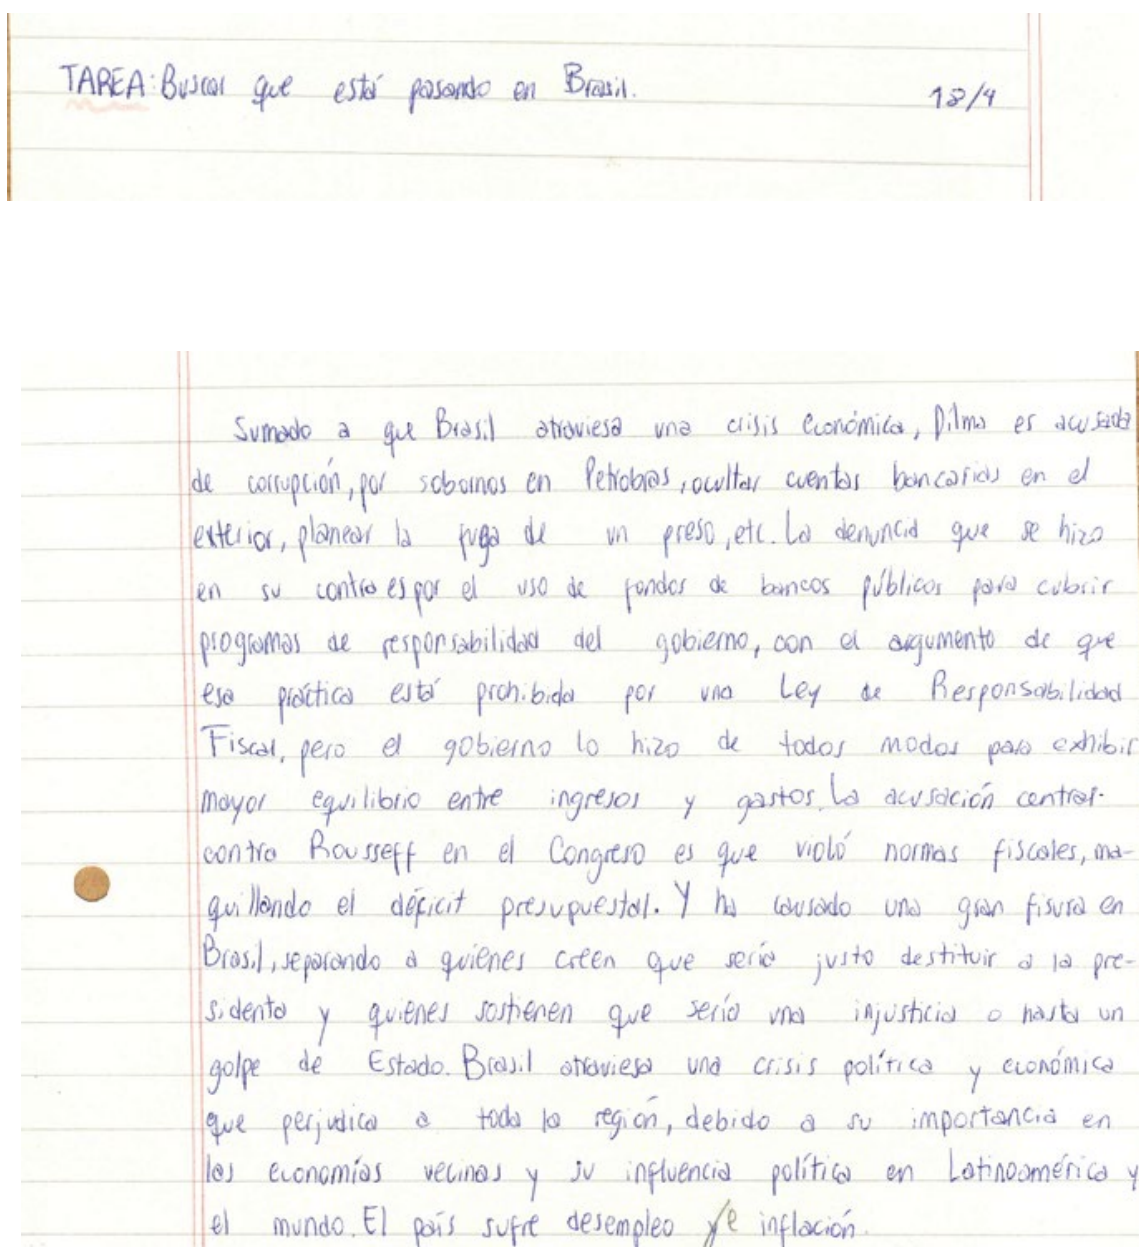 TAREA: Buscar que está pasando en Brasil.
18/4
Sumado a que Brasil atraviesa una crisis económica, Dilma es acusada
de corrupción, por sobornos en Petrobras, ocultar cuentas bancarias en el
exterior, planear la fuga de un preso, etc. La denuncia que se hizo
en su contra es por el uso de fondos de bancos públicos para cubrir
programas de responsabilidad del gobierno, con el argumento de que
esa práctica está prohibida por una Ley de Responsabilidad
Fiscal, pero el gobierno lo hizo de todos modos para exhibir
mayor equilibrio entre ingresos y gastos. La acusación central
contra Rousseff en el Congreso es que violó normas fiscales, ma-
quillando el déficit presupuestal. Y ha causado una gran fisura en
Brasil, separando a quiénes creen que sería justo destituir a la pre-
sidenta y quiénes sostienen que sería una injusticia o hasta un
golpe de Estado. Brasil atraviesa una crisis política y económica
que perjudica a toda la región, debido a su importancia en
las economías vecinas y su influencia política en Latinoamérica y
el mundo. El país sufre desempleo e inflación.